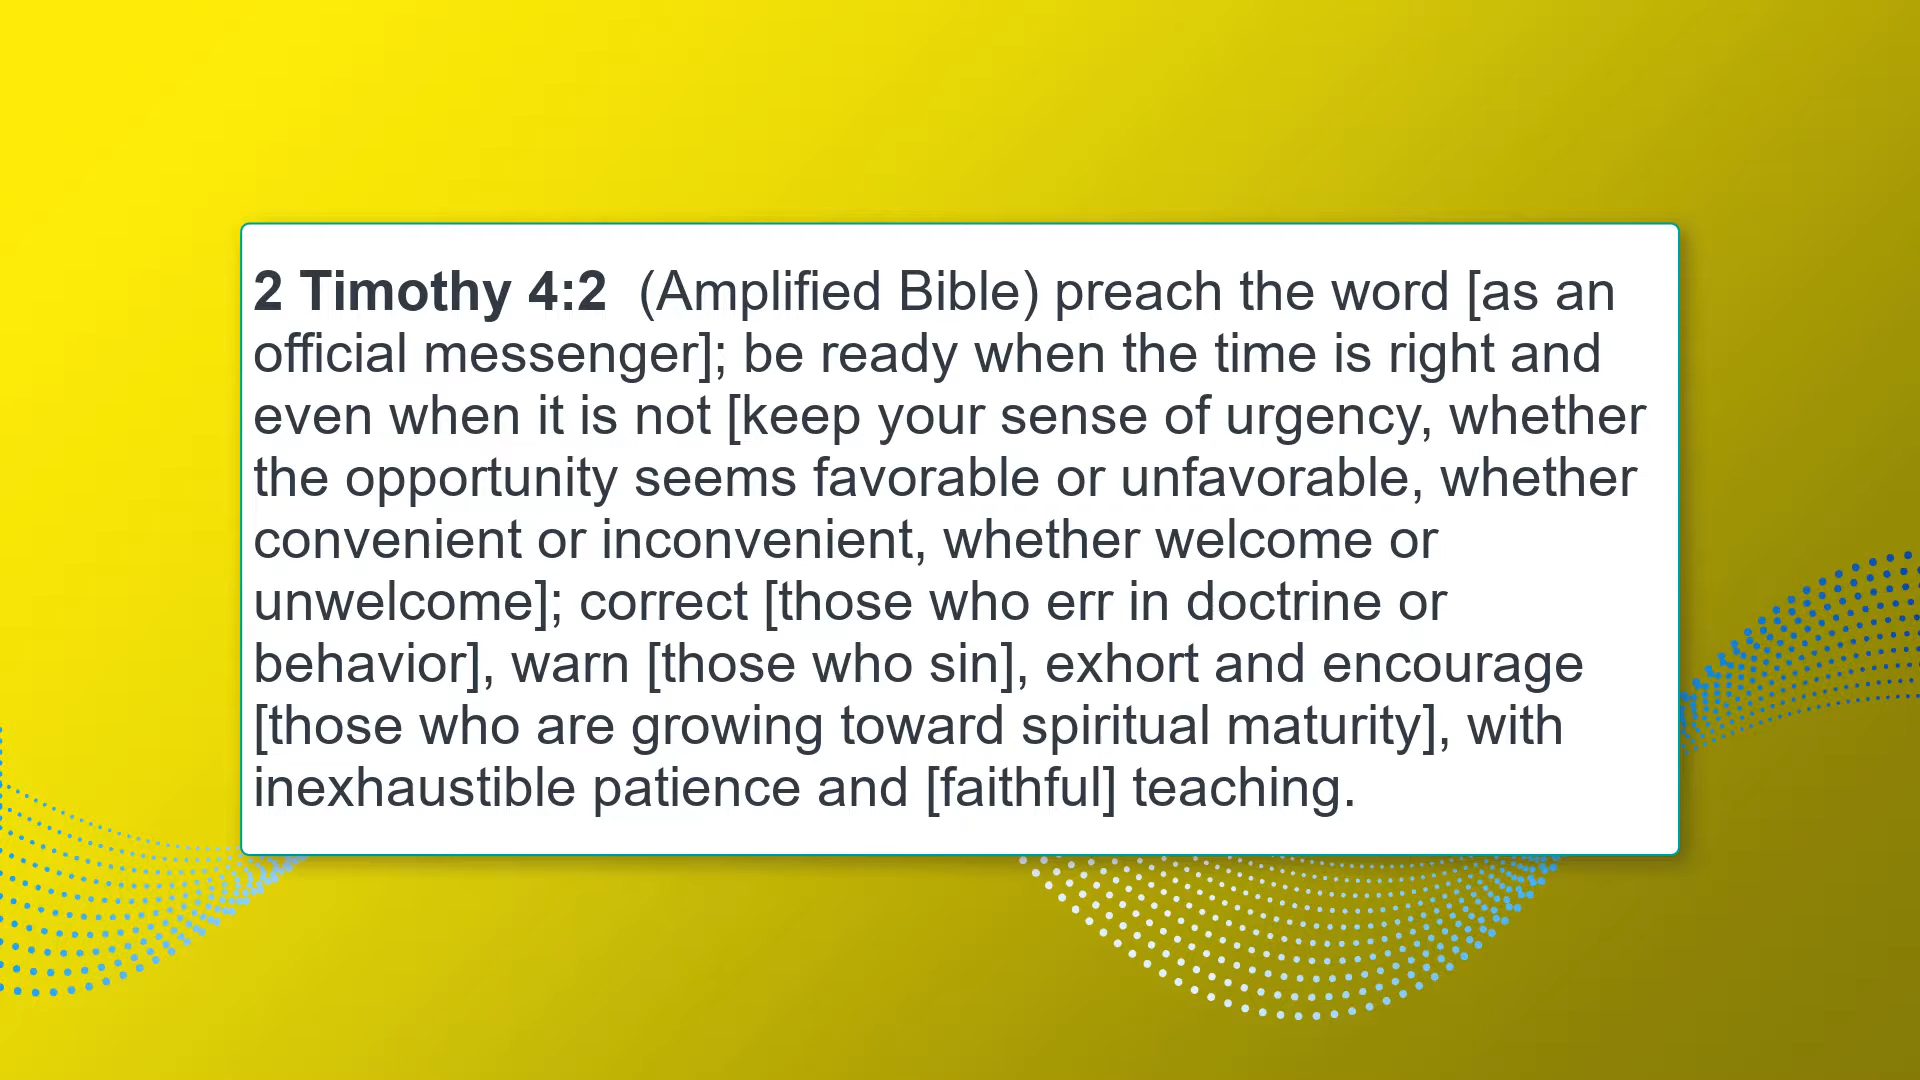 2 Timothy 4:2  (Amplified Bible) preach the word [as an
official messenger]; be ready when the time is right and
even when it is not [keep your sense of urgency, whether
the opportunity seems favorable or unfavorable, whether
convenient or inconvenient, whether welcome or
unwelcome]; correct [those who err in doctrine or
behavior], warn [those who sin], exhort and encourage
[those who are growing toward spiritual maturity], with
inexhaustible patience and [faithful] teaching.